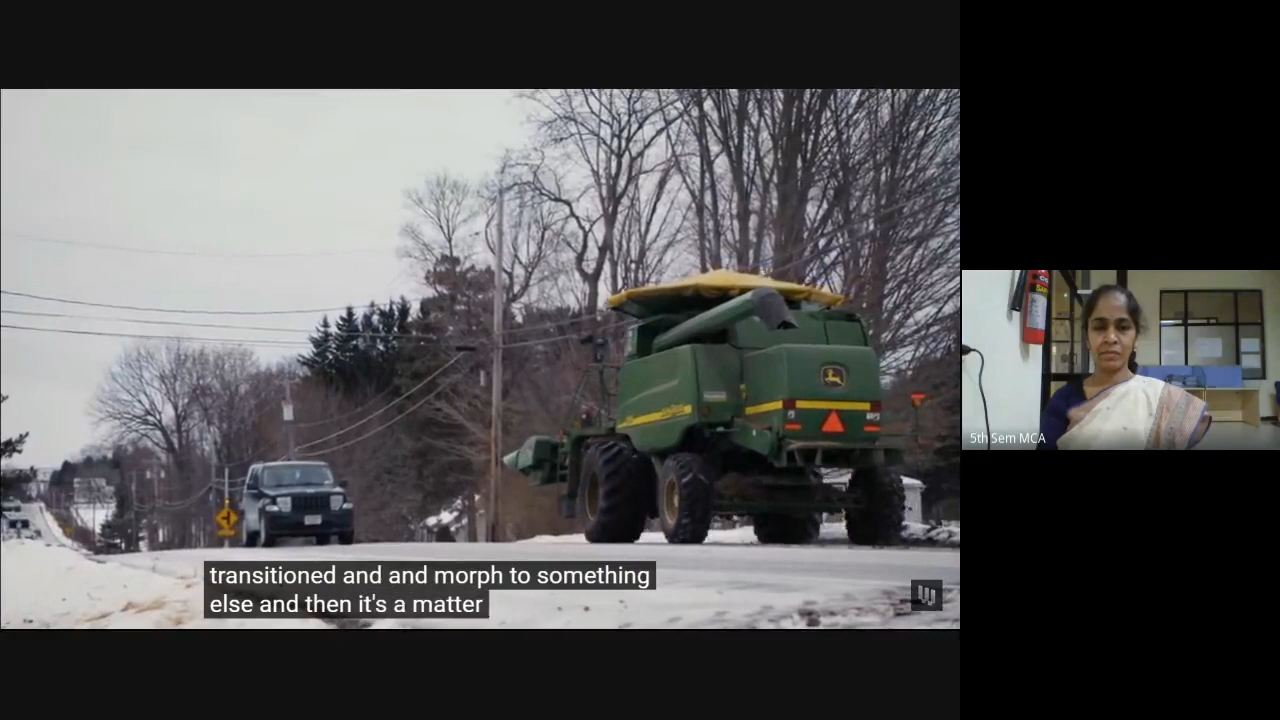 transitioned and and morph to something
else and then it's a matter
5th Sem MCA